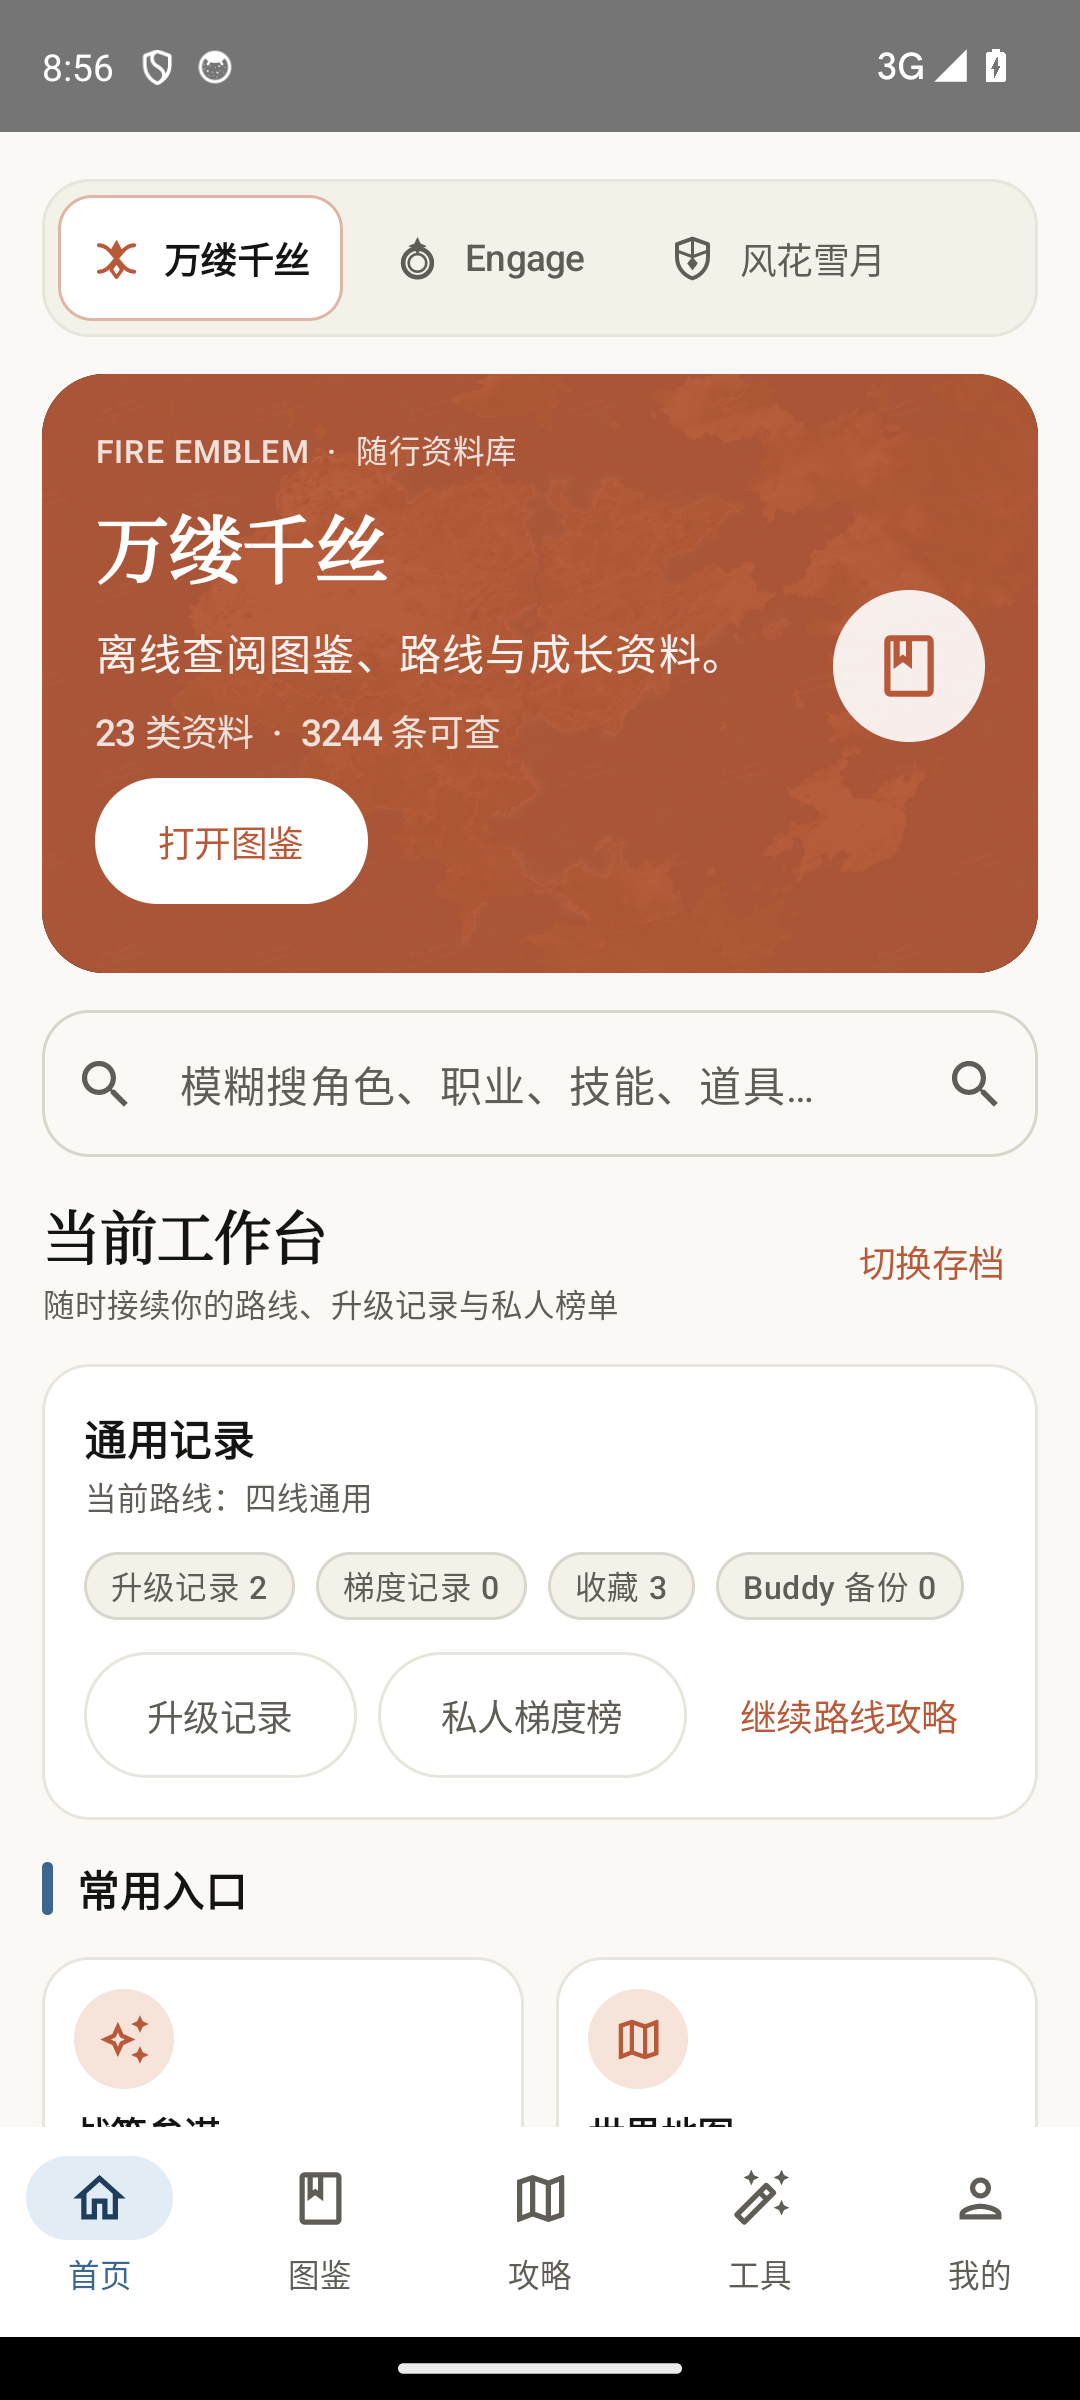 8:56
3G
万缕千丝
Engage
风花雪月
FIRE EMBLEM · 随行资料库
万缕千丝
离线查阅图鉴、路线与成长资料。
23 类资料 · 3244 条可查
打开图鉴
模糊搜角色、职业、技能、道具...
当前工作台
切换存档
随时接续你的路线、升级记录与私人榜单
通用记录
当前路线：四线通用
升级记录 2
梯度记录 0
收藏 3
Buddy 备份 0
升级记录
私人梯度榜
继续路线攻略
常用入口
世界地图
首页
图鉴
攻略
工具
我的